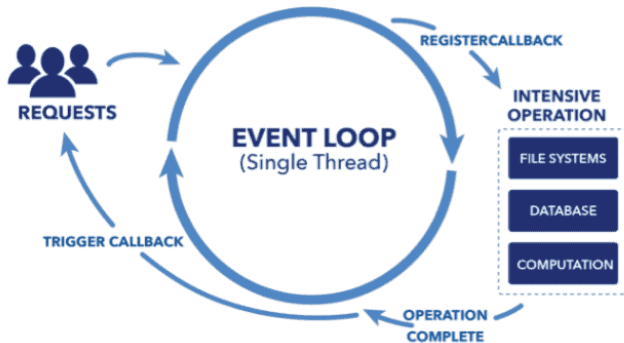 REGISTERCALLBACK
REQUESTS
INTENSIVE
OPERATION
EVENT LOOP
(Single Thread)
FILE SYSTEMS
DATABASE
COMPUTATION
TRIGGER CALLBACK
OPERATION
COMPLETE